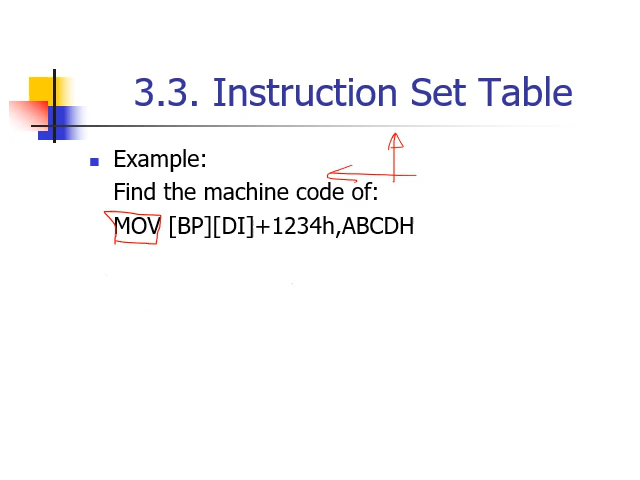 3.3. Instruction Set Table
Example:
Find the machine code of:
MOV [BP][DI]+1234h,ABCDH